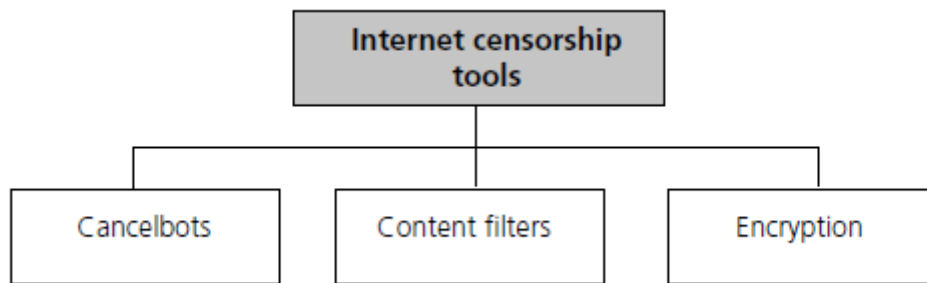 Internet censorship
tools
Cancelbots
Content filters
Encryption